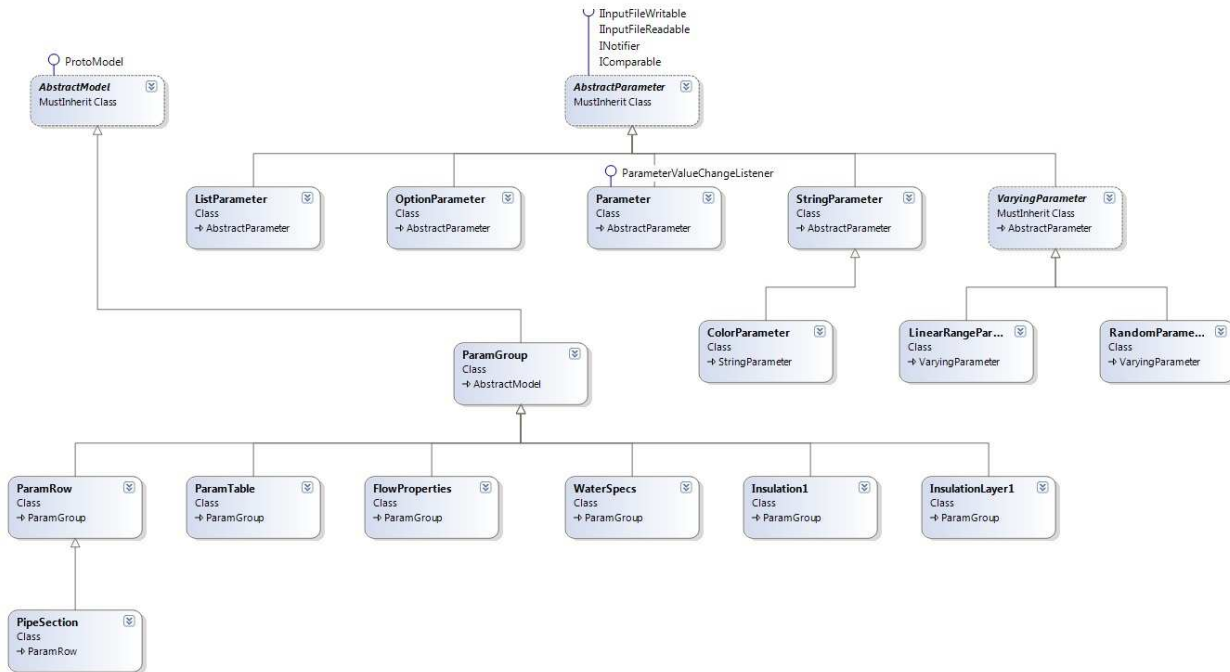 IInputFileWritable
IInputFileReadable
INotifier
IComparable
ProtoModel
AbstractModel
MustInherit Class
AbstractParameter
MustInherit Class
ParameterValueChangeListener
ListParameter
Class
AbstractParameter
OptionParameter
Class
AbstractParameter
Parameter
Class
AbstractParameter
StringParameter
Class
AbstractParameter
VaryingParameter
MustInherit Class
AbstractParameter
ColorParameter
Class
StringParameter
LinearRangePar...
Class
VaryingParameter
RandomParame...
Class
VaryingParameter
ParamGroup
Class
AbstractModel
ParamRow
Class
ParamGroup
ParamTable
Class
ParamGroup
FlowProperties
Class
ParamGroup
WaterSpecs
Class
ParamGroup
Insulation1
Class
ParamGroup
InsulationLayer1
Class
ParamGroup
PipeSection
Class
ParamRow